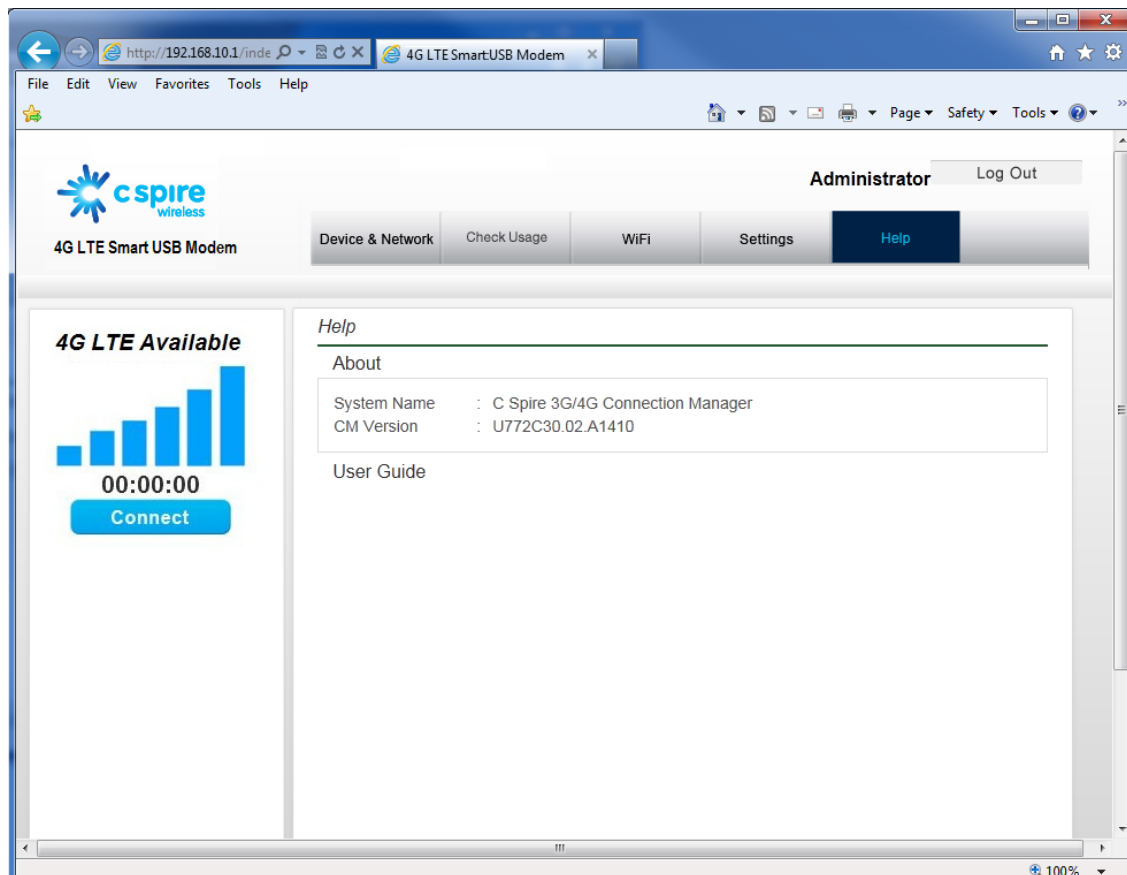 http://192.168.10.1/inde
4G LTE SmartUSB Modem
File Edit View Favorites Tools Help
Page Safety Tools
c spire
wireless
4G LTE Smart USB Modem
Administrator Log Out
Device & Network Check Usage WiFi Settings Help
4G LTE Available
00:00:00
Connect
Help
About
System Name : C Spire 3G/4G Connection Manager
CM Version : U772C30.02.A1410
User Guide
100%